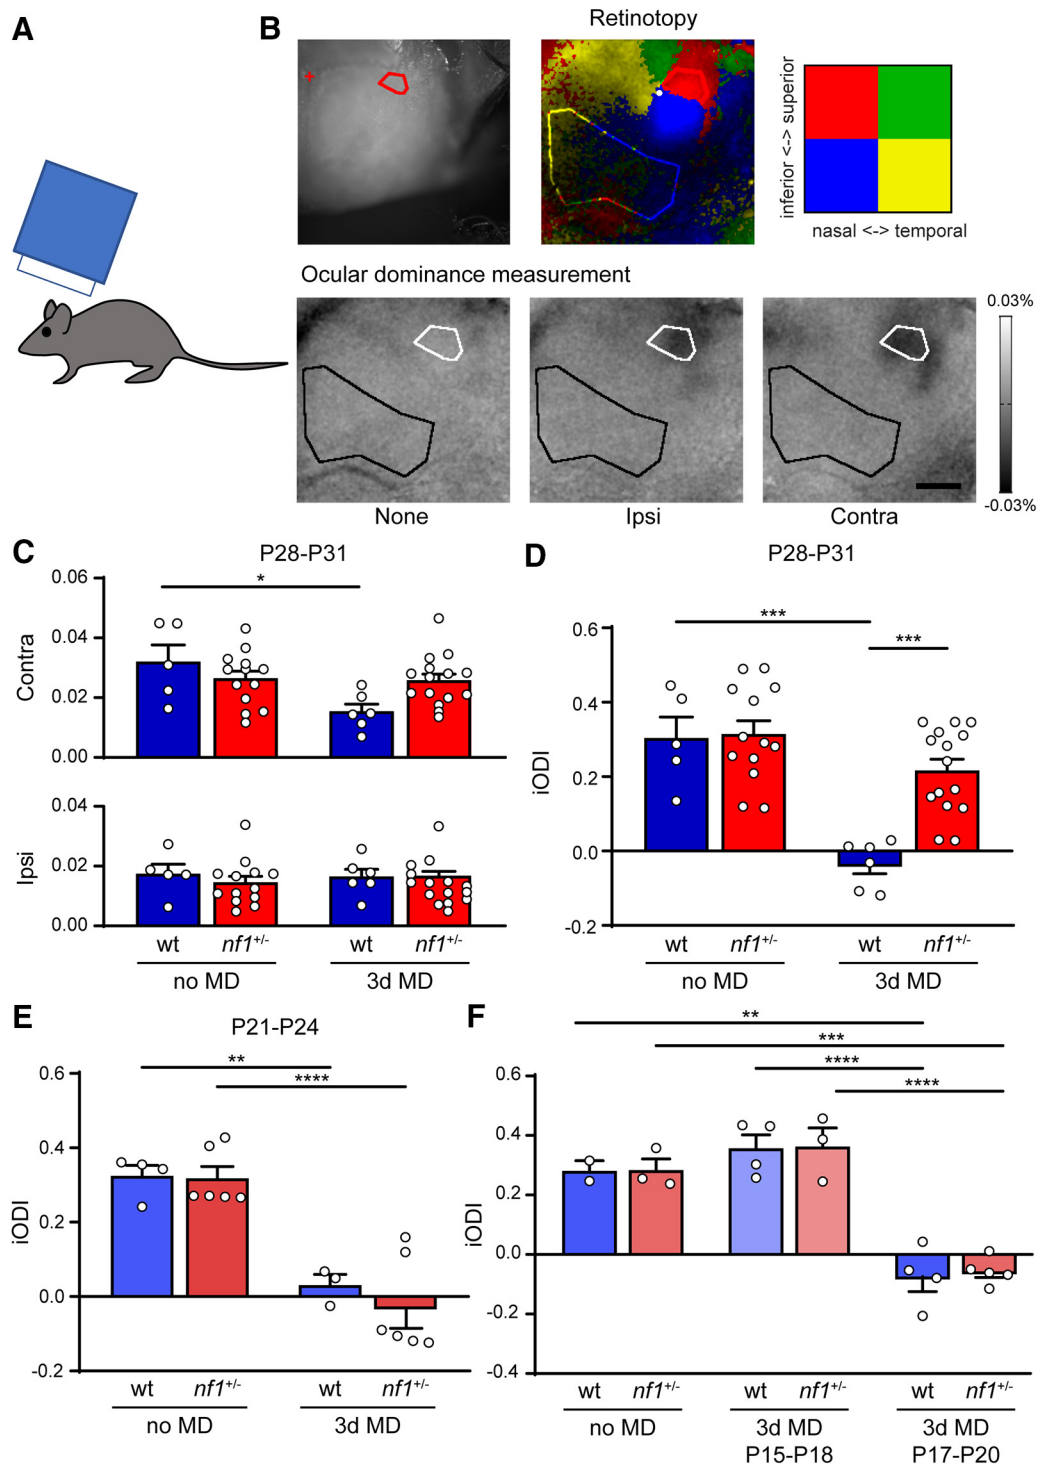 A
B
Retinotopy
inferior <-> superior
nasal <-> temporal
Ocular dominance measurement
None
Ipsi
Contra
0.03%
-0.03%
C
P28-P31
Contra
0.06
0.04
0.02
0.00
*
Ipsi
0.04
0.02
0.00
wt
nf1+/-
wt
nf1+/-
no MD
3d MD
D
P28-P31
iODI
0.6
0.4
0.2
0.0
-0.2
***
***
wt
nf1+/-
wt
nf1+/-
no MD
3d MD
E
P21-P24
iODI
0.6
0.4
0.2
0.0
-0.2
**
****
wt
nf1+/-
wt
nf1+/-
no MD
3d MD
F
iODI
0.6
0.4
0.2
0.0
-0.2
-0.4
**
***
****
****
wt
nf1+/-
wt
nf1+/-
wt
nf1+/-
no MD
3d MD
P15-P18
3d MD
P17-P20